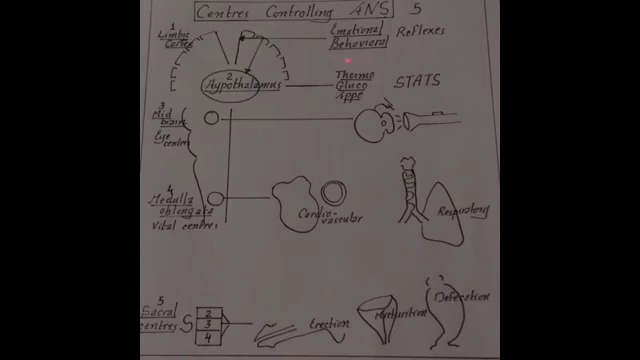 Centres Controlling ANS 5
1
Limbic
Cortex
Emotional
Behavioral
Reflexes
2
Hypothalamus
Thermo
Gluco
Appe
STATS
3
Mid
brain
Eye
centres
4
Medulla
oblongata
Vital centres
Cardio-
vascular
Respiratory
5
Sacral
centres
S
2
3
4
Erection
Micturition
Defecation